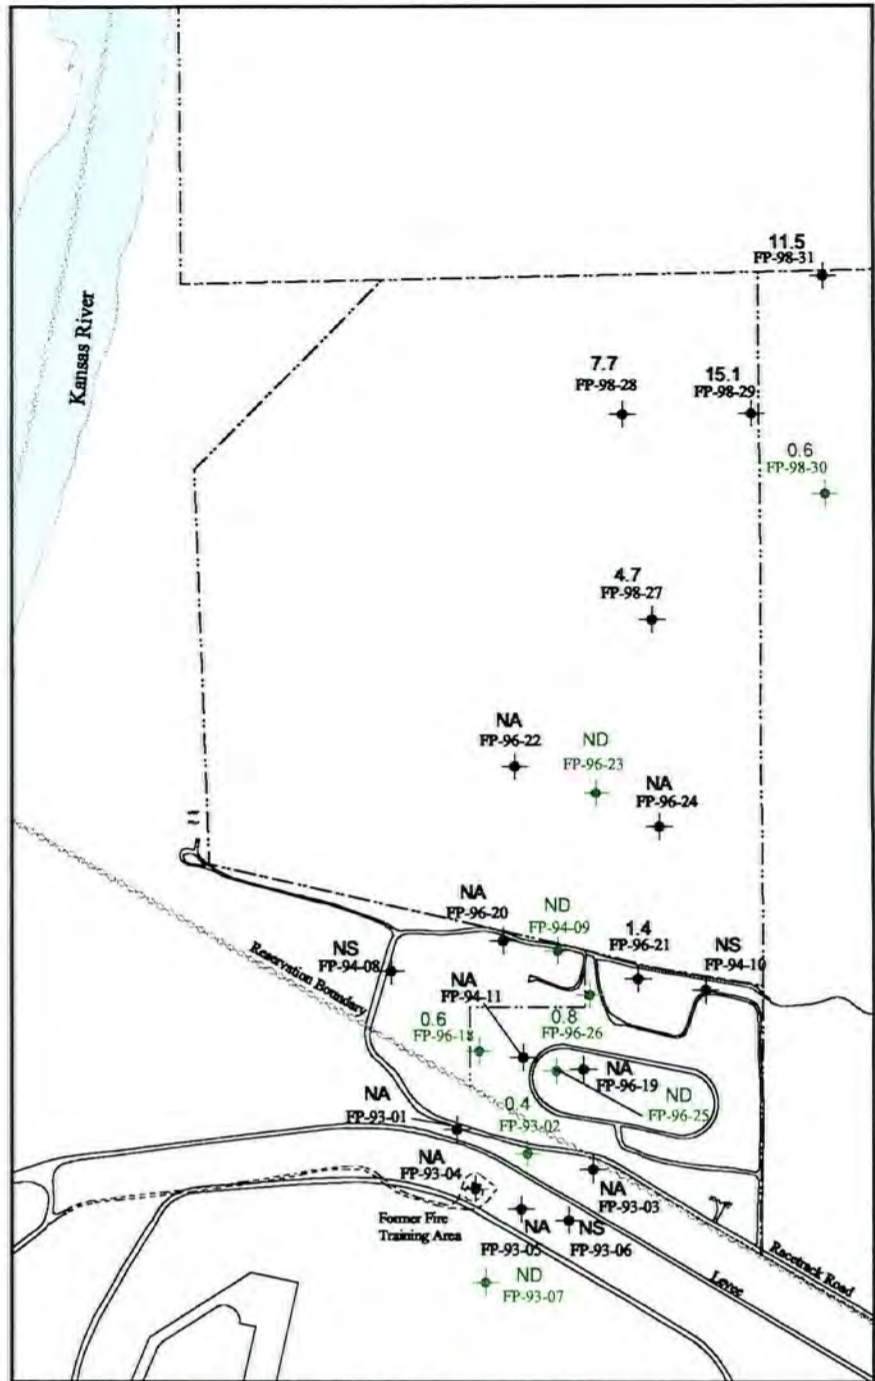 Kansas River
11.5
FP-98-31
7.7
FP-98-28
15.1
FP-98-29
0.6
FP-98-30
4.7
FP-98-27
NA
FP-96-22
ND
FP-96-23
NA
FP-96-24
NA
FP-96-20
ND
FP-94-09
1.4
FP-96-21
NS
FP-94-10
NS
FP-94-08
Reservation Boundary
NA
FP-94-11
0.6
FP-96-18
0.8
FP-96-26
NA
FP-96-19
ND
FP-96-25
NA
FP-93-01
0.4
FP-93-02
NA
FP-93-04
NA
FP-93-03
Former Fire
Training Area
NA
FP-93-05
NS
FP-93-06
ND
FP-93-07
Levee
Racetrack Road